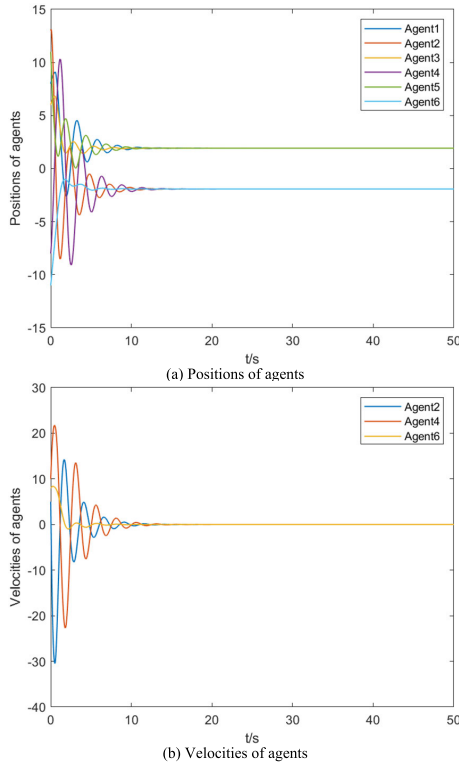 15
10
5
0
-5
-10
-15
Positions of agents
Agent1
Agent2
Agent3
Agent4
Agent5
Agent6
0 10 20 30 40 50
t/s
(a) Positions of agents
30
20
10
0
-10
-20
-30
-40
Velocities of agents
Agent2
Agent4
Agent6
0 10 20 30 40 50
t/s
(b) Velocities of agents